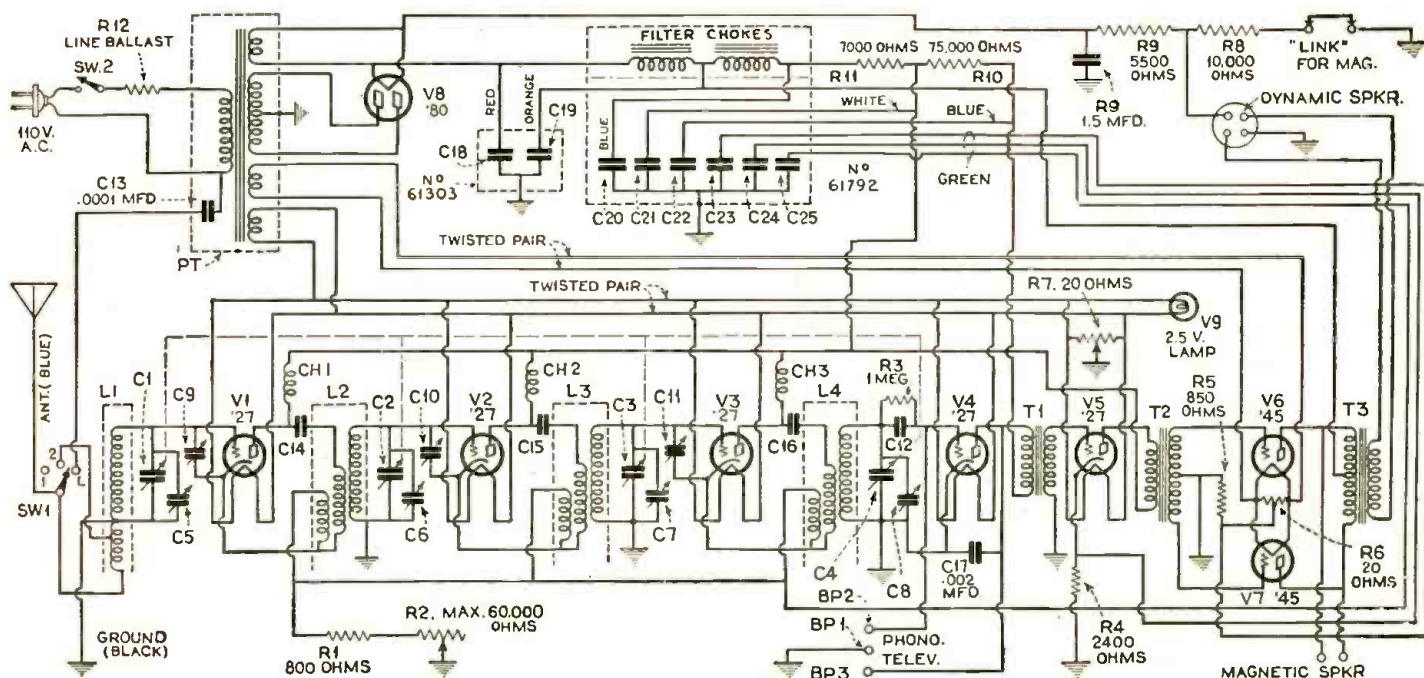 R12
LINE BALLAST
SW.2
110 V.
A.C.
C13
.0001 MFD
PT
V8
'80
RED
ORANGE
C19
C18
Nº
61303
FILTER CHOKES
BLUE
C20
C21
C22
C23
C24
C25
Nº
61792
7000 OHMS
75,000 OHMS
R11
R10
WHITE
BLUE
GREEN
R9
5500
OHMS
R8
10,000
OHMS
"LINK"
FOR MAG.
R9
1.5 MFD.
DYNAMIC SPKR.
TWISTED PAIR
TWISTED PAIR
R7, 20 OHMS
V9
2.5 V.
LAMP
ANT. (BLUE)
SW1
1
2
L
L1
C1
C9
C5
V1
'27
CH1
C14
L2
C2
C10
C6
V2
'27
CH2
C15
L3
C3
C11
C7
V3
'27
CH3
C16
L4
R3
1 MEG
C12
C4
C8
V4
'27
C17
.002
MFD
T1
V5
'27
T2
R5
850
OHMS
V6
'45
T3
R6
20
OHMS
V7 '45
GROUND
(BLACK)
R1
800 OHMS
R2, MAX. 60,000
OHMS
BP2
BP1
BP3
PHONO.
TELEV.
R4
2400
OHMS
MAGNETIC SPKR